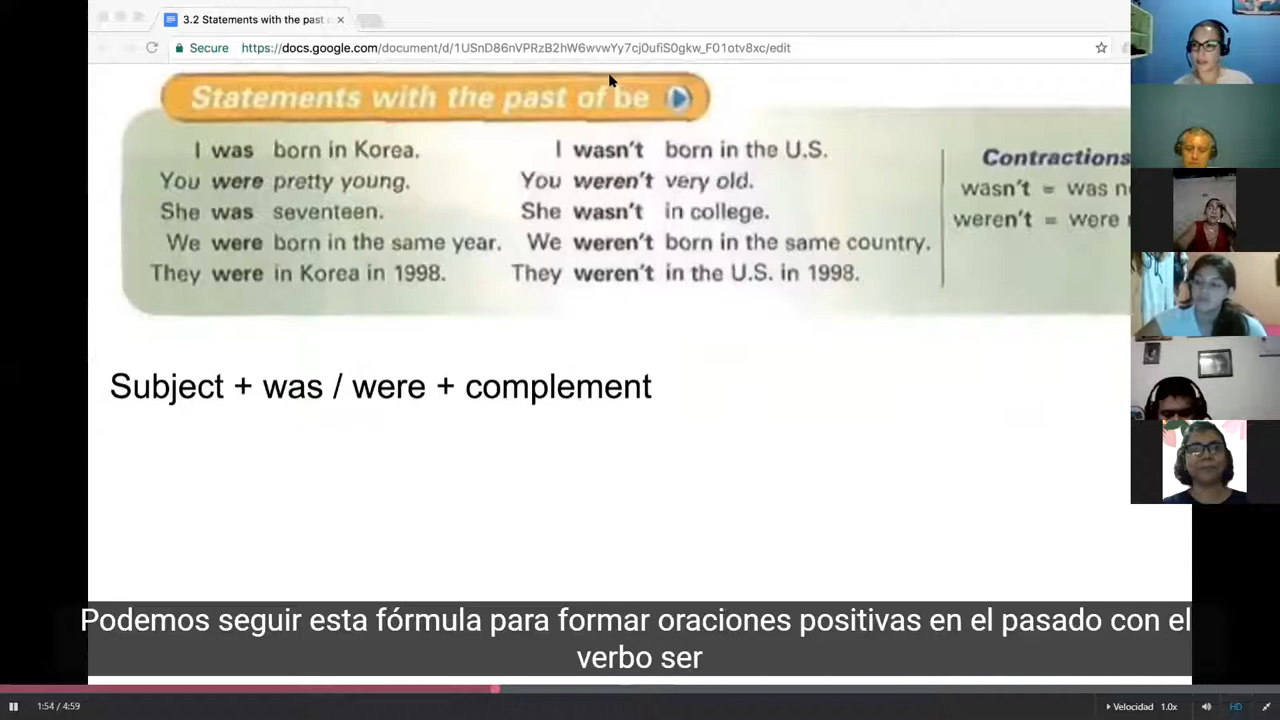 3.2 Statements with the past
Secure https://docs.google.com/document/d/1USnD86nVPRzB2hW6wvwYy7cj0ufiS0gkw_F01otv8xc/edit
Statements with the past of be
I was born in Korea. I wasn't born in the U.S.
You were pretty young. You weren't very old.
She was seventeen. She wasn't in college.
We were born in the same year. We weren't born in the same country.
They were in Korea in 1998. They weren't in the U.S. in 1998.
Contractions
wasn't = was n
weren't = were
Subject + was / were + complement
Podemos seguir esta fórmula para formar oraciones positivas en el pasado con el
verbo ser
1:54 / 4:59
Velocidad 1.0x HD